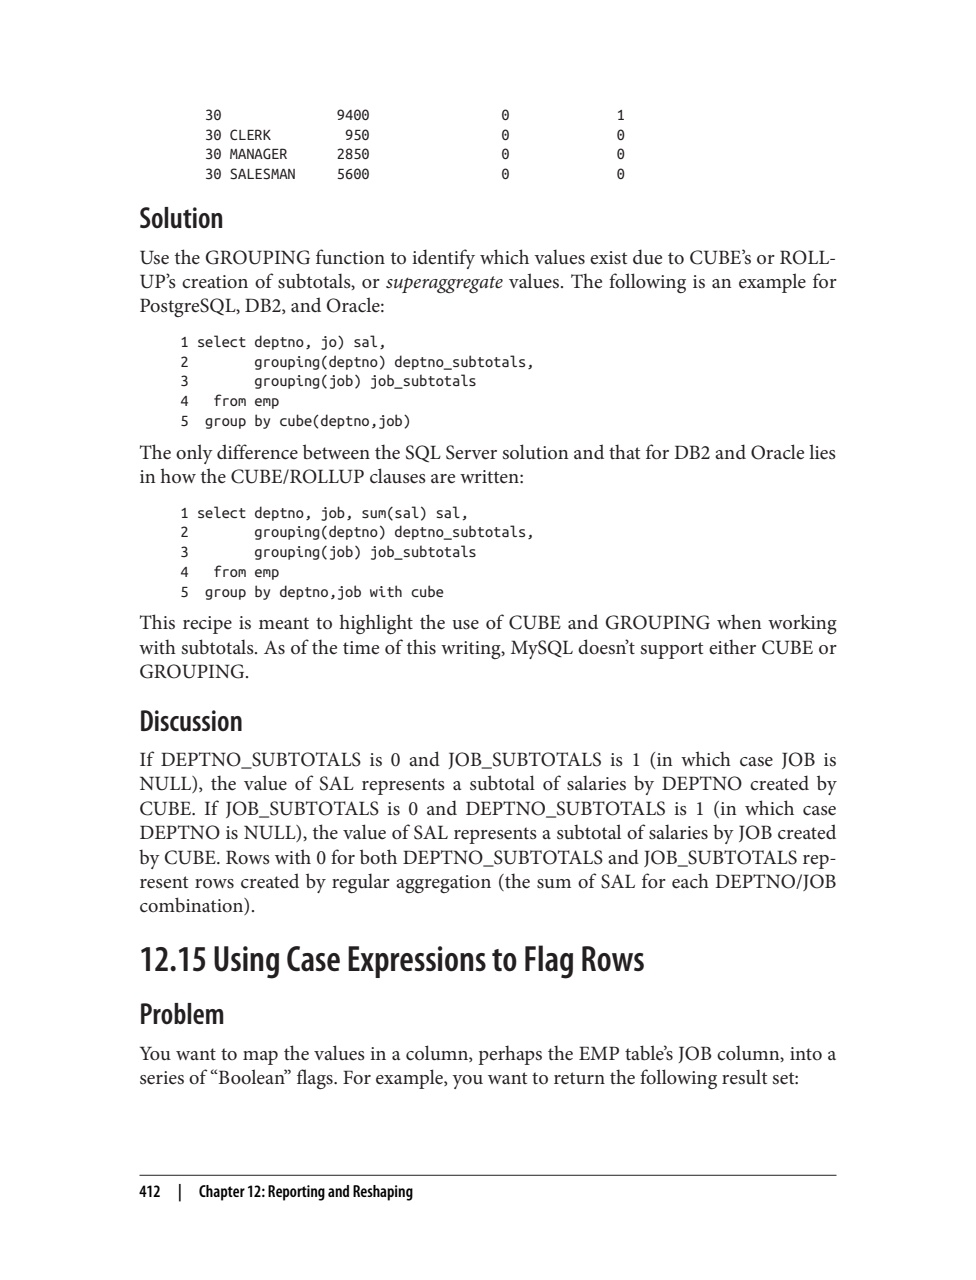 30              9400                0             1
30 CLERK         950                0             0
30 MANAGER      2850                0             0
30 SALESMAN     5600                0             0
Solution
Use the GROUPING function to identify which values exist due to CUBE’s or ROLL-
UP’s creation of subtotals, or superaggregate values. The following is an example for
PostgreSQL, DB2, and Oracle:
1 select deptno, jo) sal,
2        grouping(deptno) deptno_subtotals,
3        grouping(job) job_subtotals
4   from emp
5  group by cube(deptno,job)
The only difference between the SQL Server solution and that for DB2 and Oracle lies
in how the CUBE/ROLLUP clauses are written:
1 select deptno, job, sum(sal) sal,
2        grouping(deptno) deptno_subtotals,
3        grouping(job) job_subtotals
4   from emp
5  group by deptno,job with cube
This recipe is meant to highlight the use of CUBE and GROUPING when working
with subtotals. As of the time of this writing, MySQL doesn’t support either CUBE or
GROUPING.
Discussion
If DEPTNO_SUBTOTALS is 0 and JOB_SUBTOTALS is 1 (in which case JOB is
NULL), the value of SAL represents a subtotal of salaries by DEPTNO created by
CUBE. If JOB_SUBTOTALS is 0 and DEPTNO_SUBTOTALS is 1 (in which case
DEPTNO is NULL), the value of SAL represents a subtotal of salaries by JOB created
by CUBE. Rows with 0 for both DEPTNO_SUBTOTALS and JOB_SUBTOTALS rep-
resent rows created by regular aggregation (the sum of SAL for each DEPTNO/JOB
combination).
12.15 Using Case Expressions to Flag Rows
Problem
You want to map the values in a column, perhaps the EMP table’s JOB column, into a
series of “Boolean” flags. For example, you want to return the following result set:
412 | Chapter 12: Reporting and Reshaping